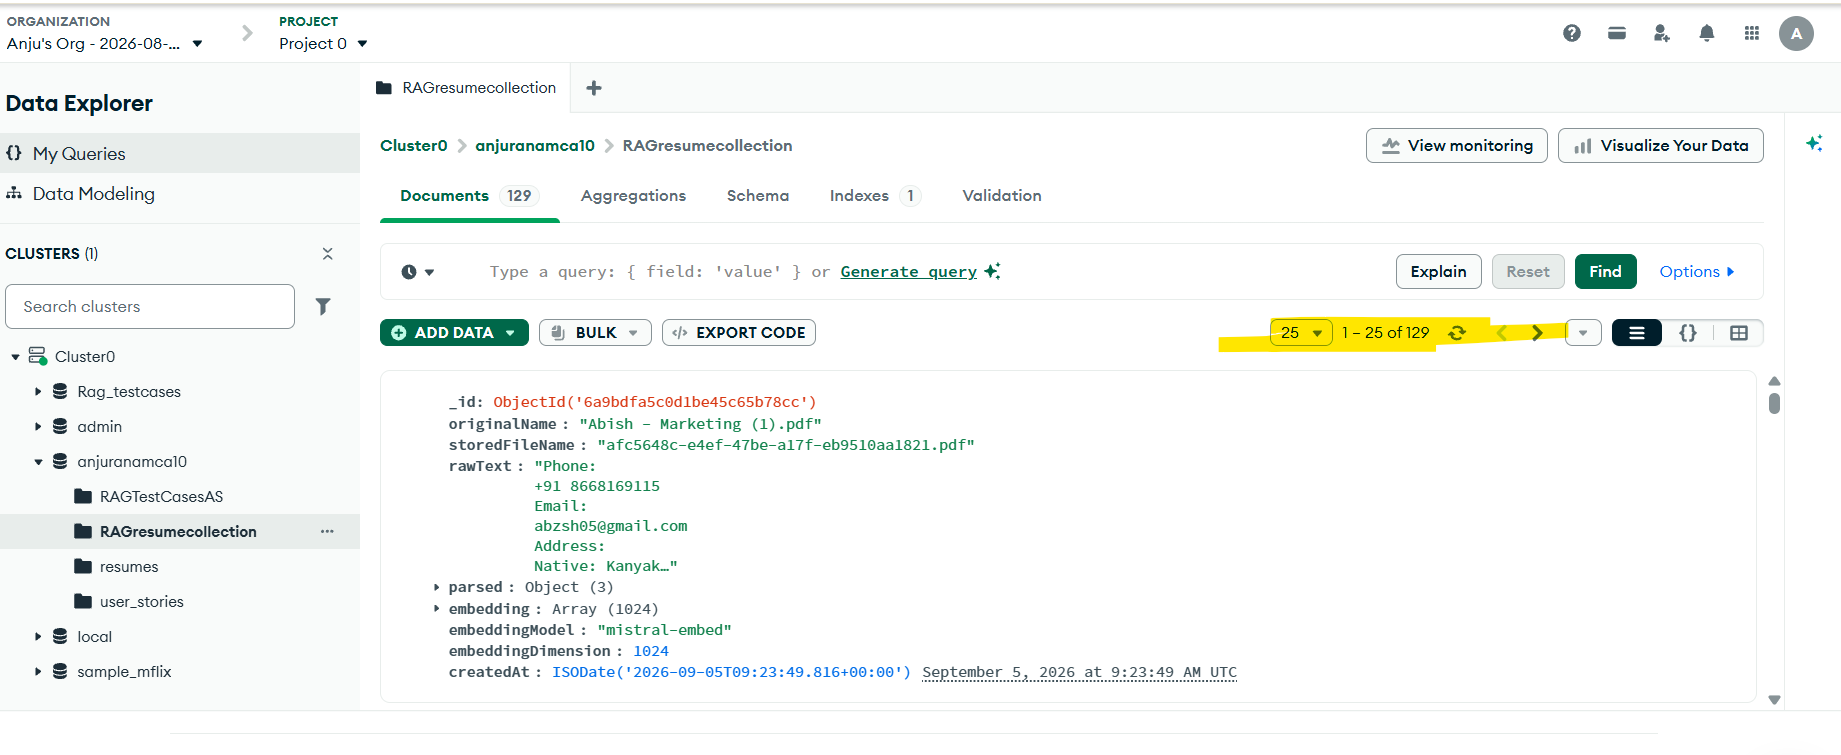 ORGANIZATION
Anju's Org - 2026-08-...
PROJECT
Project 0
A
Data Explorer
My Queries
Data Modeling
CLUSTERS (1)
Search clusters
Cluster0
Rag_testcases
admin
anjuranamca10
RAGTestCasesAS
RAGresumecollection
resumes
user_stories
local
sample_mflix
RAGresumecollection
Cluster0 > anjuranamca10 > RAGresumecollection
View monitoring
Visualize Your Data
Documents 129 Aggregations Schema Indexes 1 Validation
Type a query: { field: 'value' } or Generate query
Explain Reset Find Options
ADD DATA BULK EXPORT CODE
25 1 – 25 of 129
_id: ObjectId('6a9bdfa5c0d1be45c65b78cc')
originalName : "Abish - Marketing (1).pdf"
storedFileName : "afc5648c-e4ef-47be-a17f-eb9510aa1821.pdf"
rawText : "Phone:
+91 8668169115
Email:
abzsh05@gmail.com
Address:
Native: Kanyak…"
parsed : Object (3)
embedding : Array (1024)
embeddingModel : "mistral-embed"
embeddingDimension : 1024
createdAt : ISODate('2026-09-05T09:23:49.816+00:00') September 5, 2026 at 9:23:49 AM UTC